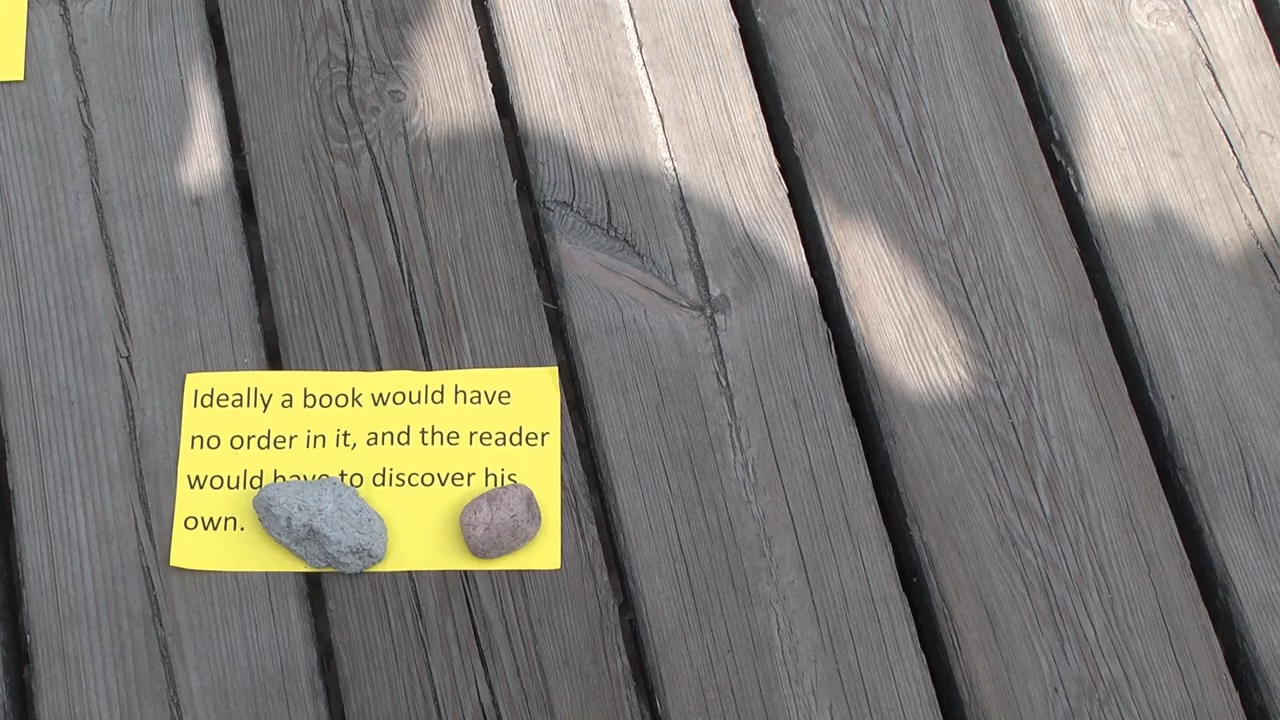 Ideally a book would have
no order in it, and the reader
would have to discover his
own.